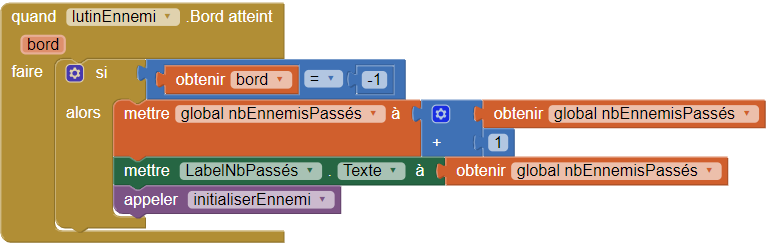 quand lutinEnnemi .Bord atteint
bord
faire si obtenir bord = -1
alors mettre global nbEnnemisPassés à obtenir global nbEnnemisPassés
+ 1
mettre LabelNbPassés . Texte à obtenir global nbEnnemisPassés
appeler initialiserEnnemi